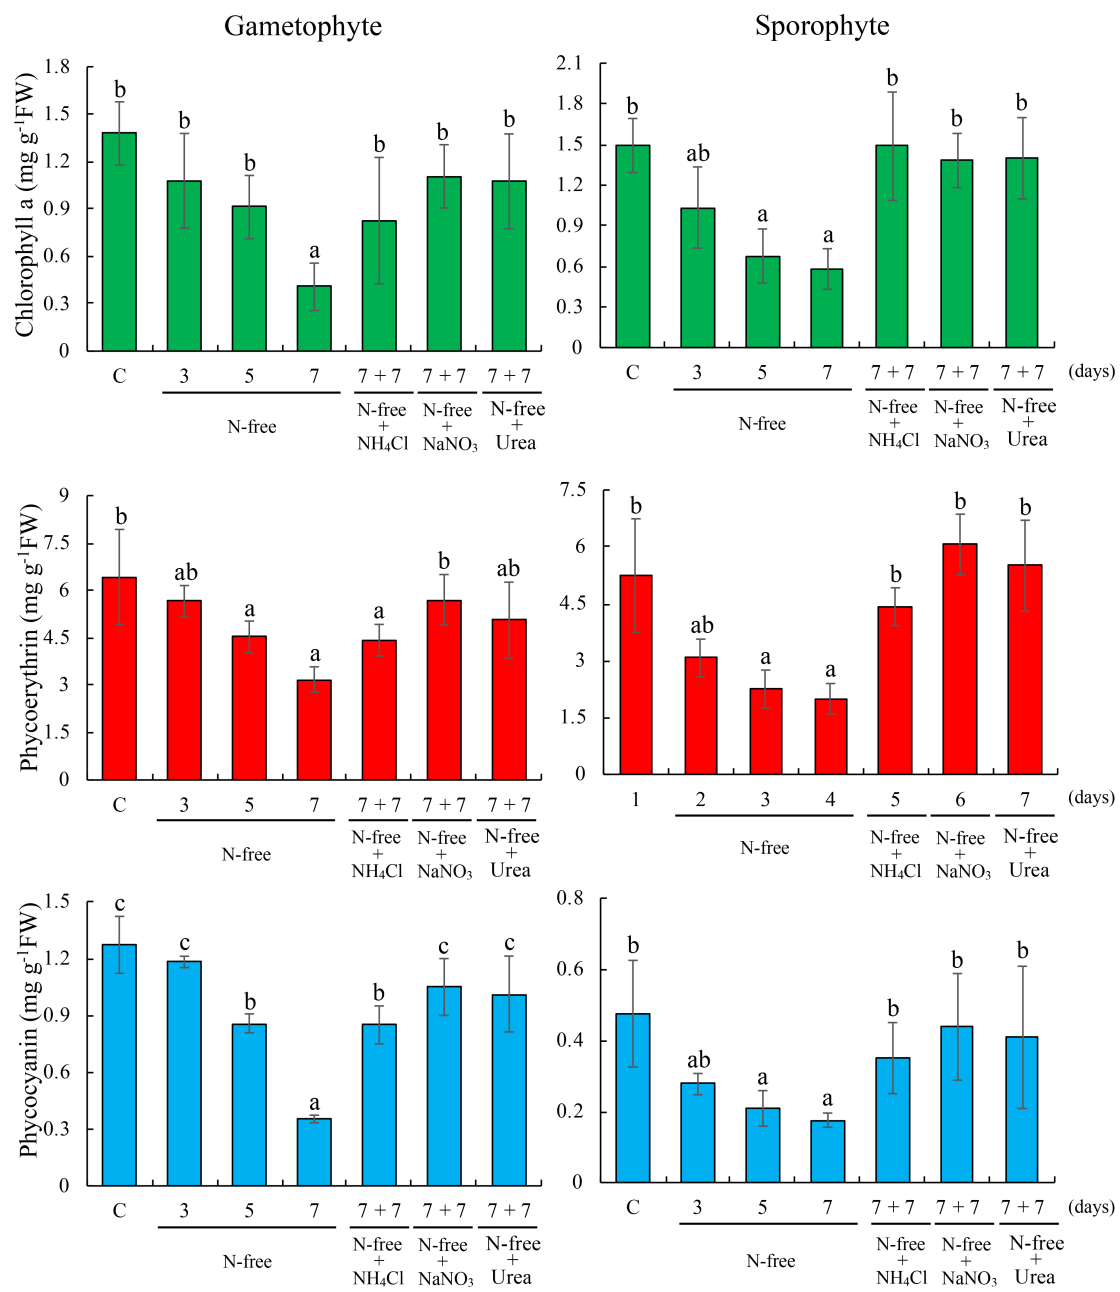 Gametophyte
Sporophyte
Chlorophyll a (mg g⁻¹FW)
1.8
1.5
1.2
0.9
0.6
0.3
0
b
b
b
a
b
b
b
C 3 5 7 7 + 7 7 + 7 7 + 7
N-free
N-free + NH₄Cl
N-free + NaNO₃
N-free + Urea
2.1
1.8
1.5
1.2
0.9
0.6
0.3
0
b
ab
a
a
b
b
b
C 3 5 7 7 + 7 7 + 7 7 + 7 (days)
N-free
N-free + NH₄Cl
N-free + NaNO₃
N-free + Urea
Phycoerythrin (mg g⁻¹FW)
9
7.5
6
4.5
3
1.5
0
b
ab
a
a
a
b
ab
C 3 5 7 7 + 7 7 + 7 7 + 7
N-free
N-free + NH₄Cl
N-free + NaNO₃
N-free + Urea
7.5
6
4.5
3
1.5
0
b
ab
a
a
b
b
b
1 2 3 4 5 6 7 (days)
N-free
N-free + NH₄Cl
N-free + NaNO₃
N-free + Urea
Phycocyanin (mg g⁻¹FW)
1.5
1.2
0.9
0.6
0.3
0
c
c
b
a
b
c
c
C 3 5 7 7 + 7 7 + 7 7 + 7
N-free
N-free + NH₄Cl
N-free + NaNO₃
N-free + Urea
0.8
0.6
0.4
0.2
0
b
ab
a
a
b
b
b
C 3 5 7 7 + 7 7 + 7 7 + 7 (days)
N-free
N-free + NH₄Cl
N-free + NaNO₃
N-free + Urea